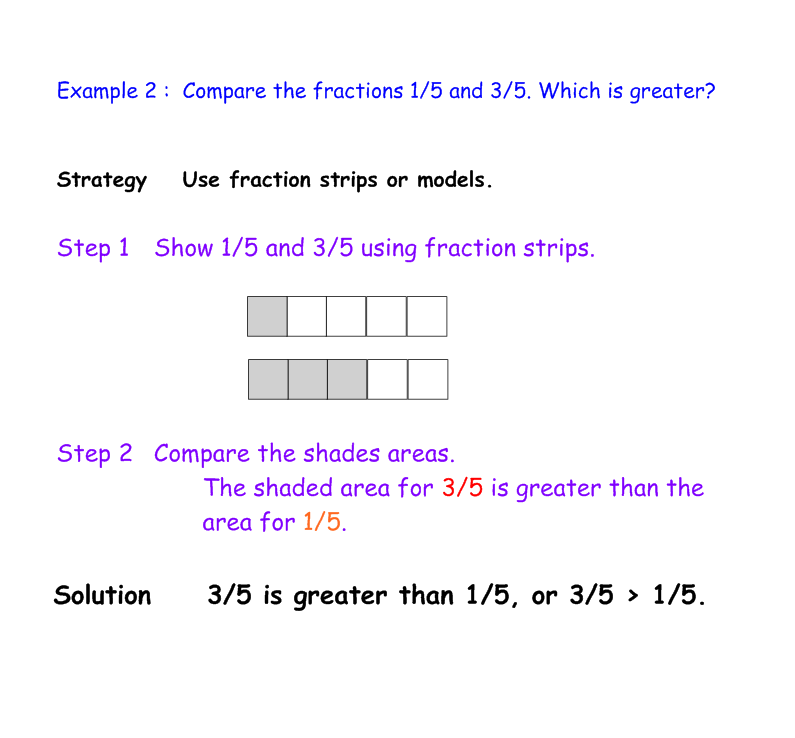 Example 2 : Compare the fractions 1/5 and 3/5. Which is greater?
Strategy Use fraction strips or models.
Step 1 Show 1/5 and 3/5 using fraction strips.
Step 2 Compare the shades areas.
The shaded area for 3/5 is greater than the
area for 1/5.
Solution 3/5 is greater than 1/5, or 3/5 > 1/5.